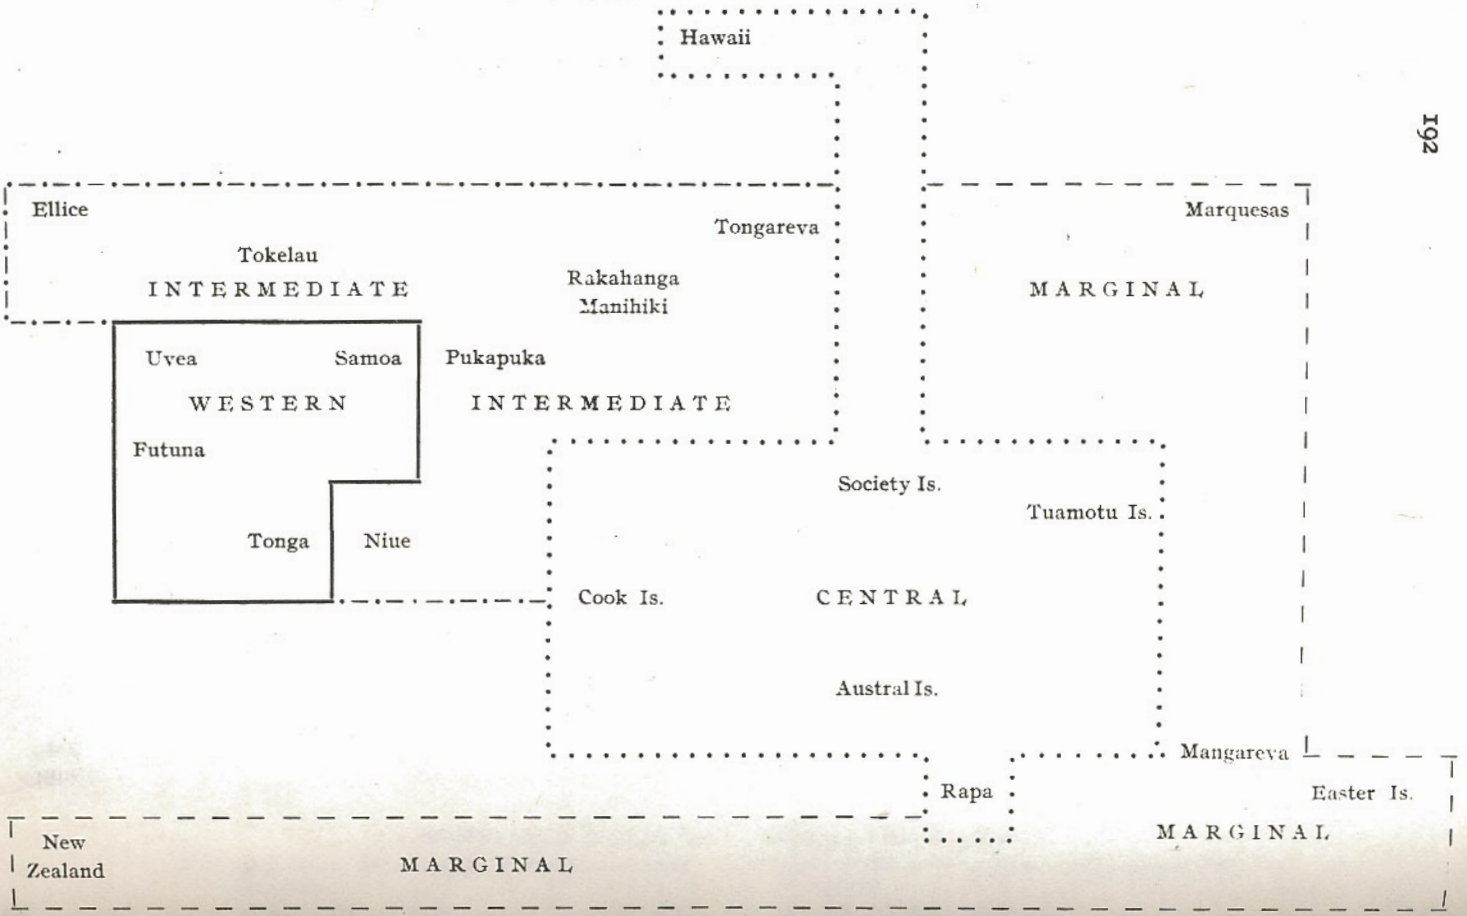 Hawaii
192
Ellice
Marquesas
Tongareva
Tokelau
INTERMEDIATE
Rakahanga
Manihiki
MARGINAL
Uvea
Samoa
Pukapuka
WESTERN
INTERMEDIATE
Futuna
Society Is.
Tuamotu Is.
Tonga
Niue
Cook Is.
CENTRAL
Austral Is.
Mangareva
Rapa
Easter Is.
MARGINAL
New
Zealand
MARGINAL